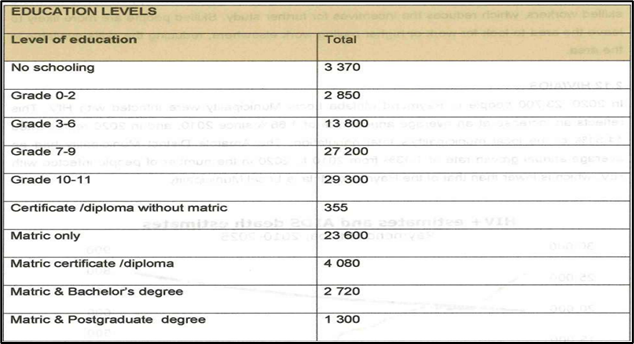 EDUCATION LEVELS
Level of education Total
No schooling 3 370
Grade 0-2 2 850
Grade 3-6 13 800
Grade 7-9 27 200
Grade 10-11 29 300
Certificate /diploma without matric 355
Matric only 23 600
Matric certificate /diploma 4 080
Matric & Bachelor's degree 2 720
Matric & Postgraduate degree 1 300